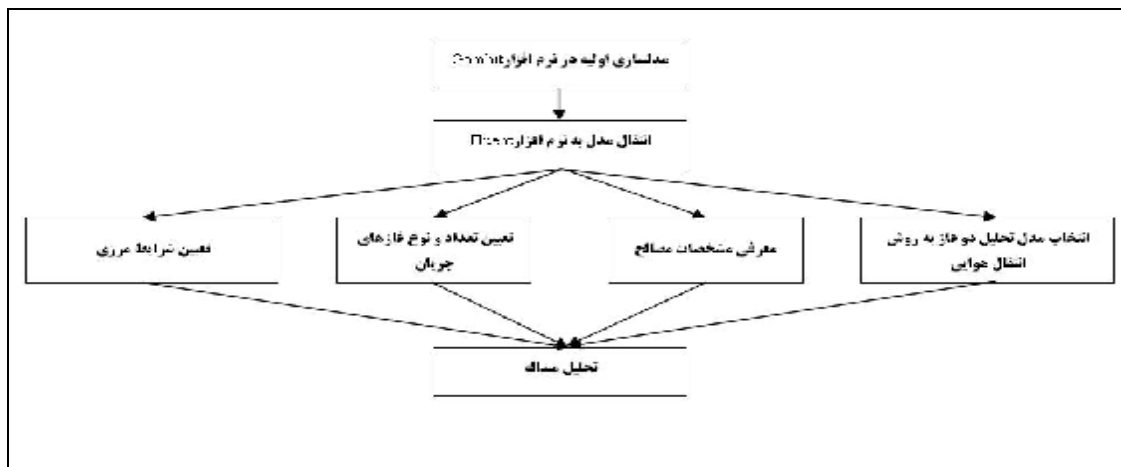 مدلسازی اولیه در نرم افزار Gambit
انتقال مدل به نرم افزار Fluent
انتخاب مدل تحلیل دو فاز به روش
انتقال هوایی
معرفی مشخصات مصالح
تعیین تعداد و نوع فازهای
جریان
تعیین شرایط مرزی
تحلیل مساله